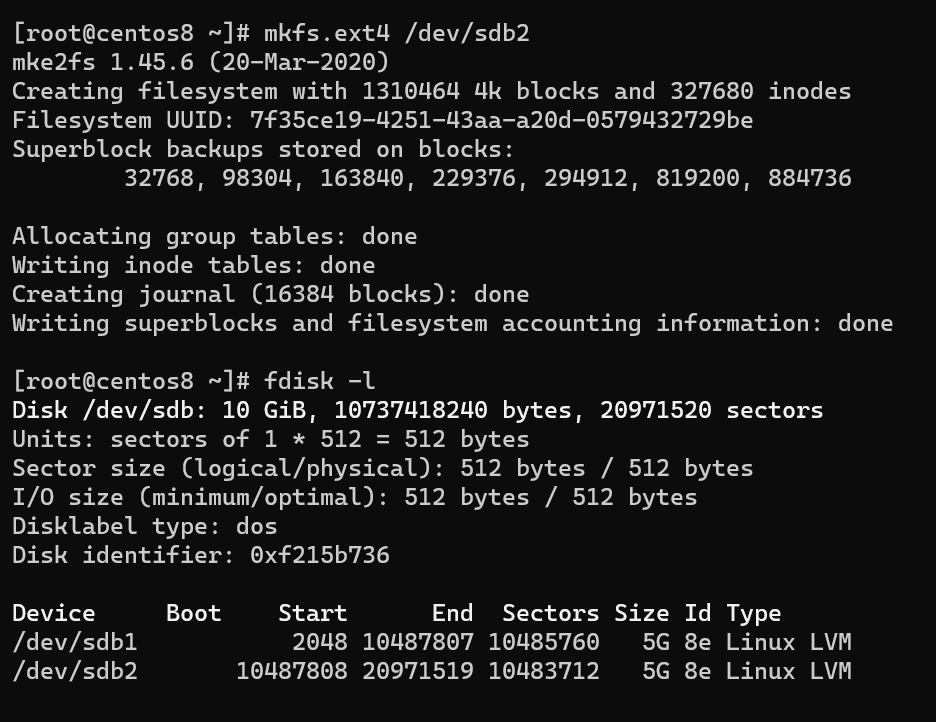 [root@centos8 ~]# mkfs.ext4 /dev/sdb2
mke2fs 1.45.6 (20-Mar-2020)
Creating filesystem with 1310464 4k blocks and 327680 inodes
Filesystem UUID: 7f35ce19-4251-43aa-a20d-0579432729be
Superblock backups stored on blocks:
        32768, 98304, 163840, 229376, 294912, 819200, 884736

Allocating group tables: done
Writing inode tables: done
Creating journal (16384 blocks): done
Writing superblocks and filesystem accounting information: done

[root@centos8 ~]# fdisk -l
Disk /dev/sdb: 10 GiB, 10737418240 bytes, 20971520 sectors
Units: sectors of 1 * 512 = 512 bytes
Sector size (logical/physical): 512 bytes / 512 bytes
I/O size (minimum/optimal): 512 bytes / 512 bytes
Disklabel type: dos
Disk identifier: 0xf215b736

Device     Boot    Start      End  Sectors Size Id Type
/dev/sdb1           2048 10487807 10485760   5G 8e Linux LVM
/dev/sdb2       10487808 20971519 10483712   5G 8e Linux LVM